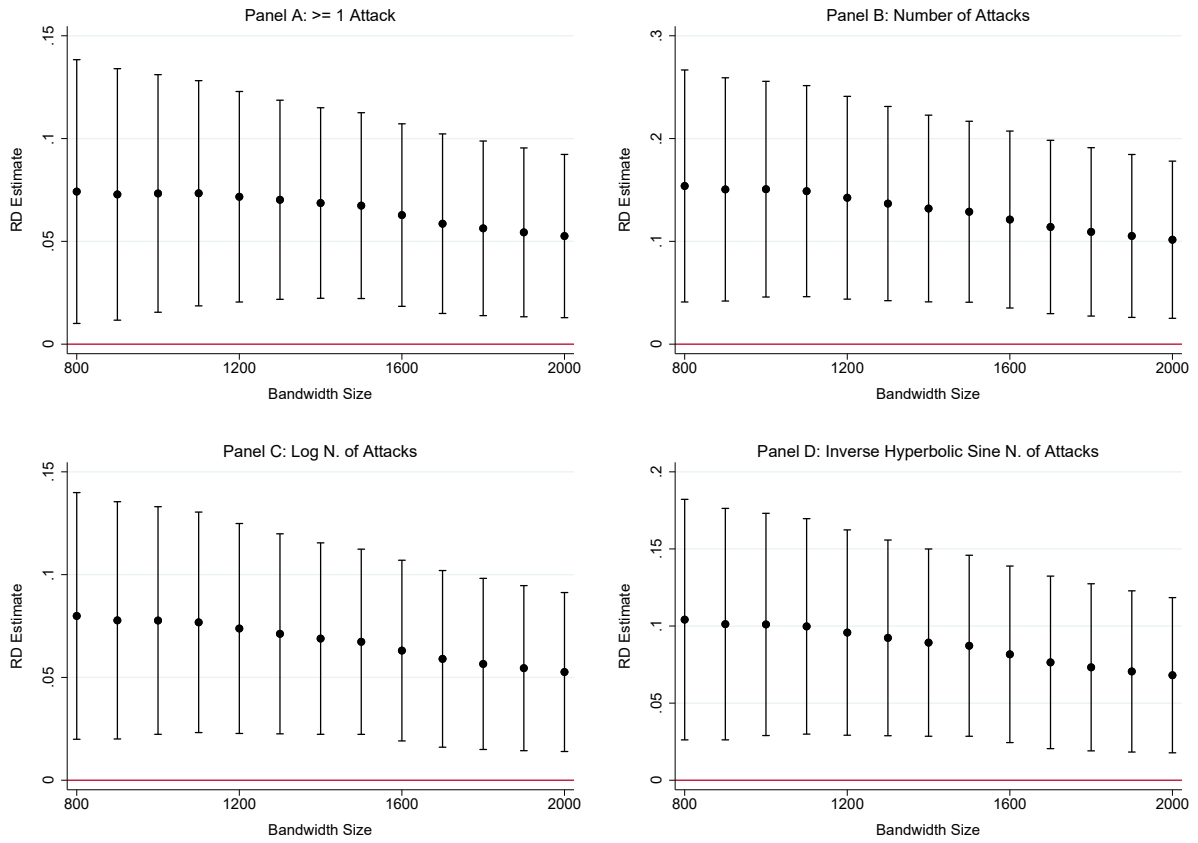 Panel A: >= 1 Attack
.15
.1
.05
0
RD Estimate
800 1200 1600 2000
Bandwidth Size
Panel B: Number of Attacks
.3
.2
.1
0
RD Estimate
800 1200 1600 2000
Bandwidth Size
Panel C: Log N. of Attacks
.15
.1
.05
0
RD Estimate
800 1200 1600 2000
Bandwidth Size
Panel D: Inverse Hyperbolic Sine N. of Attacks
.2
.15
.1
.05
0
RD Estimate
800 1200 1600 2000
Bandwidth Size